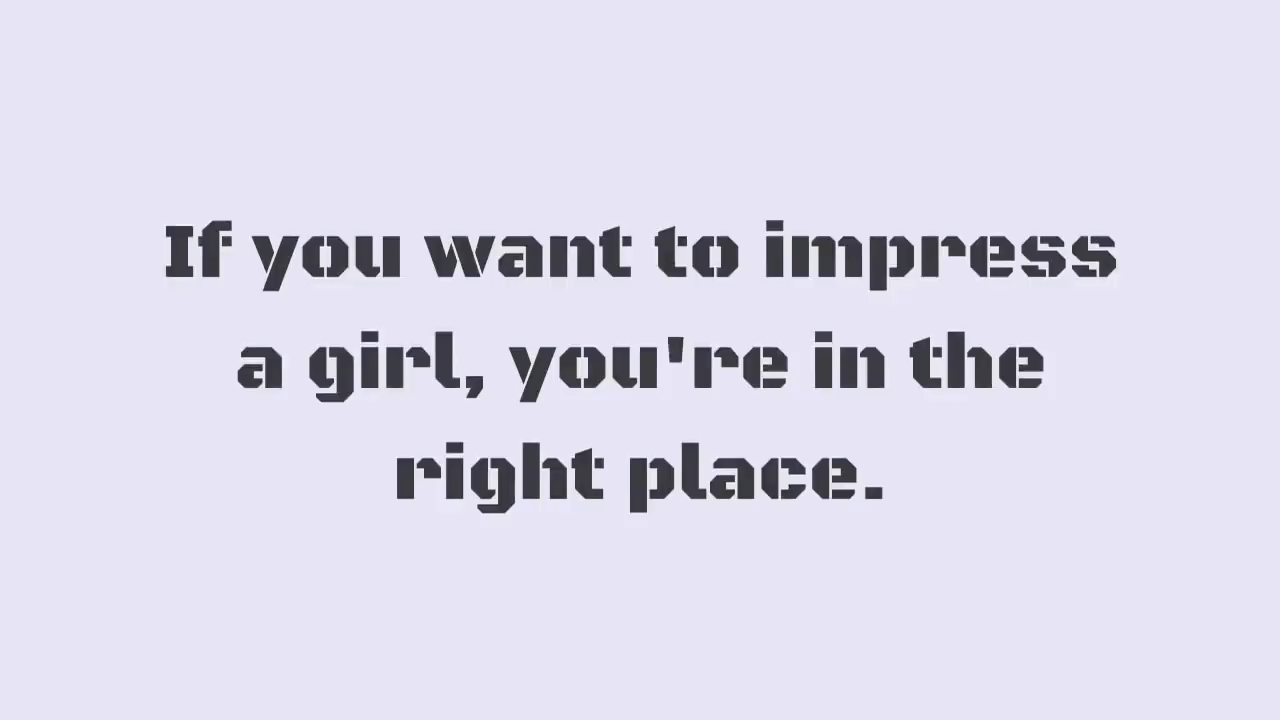 If you want to impress
a girl, you're in the
right place.